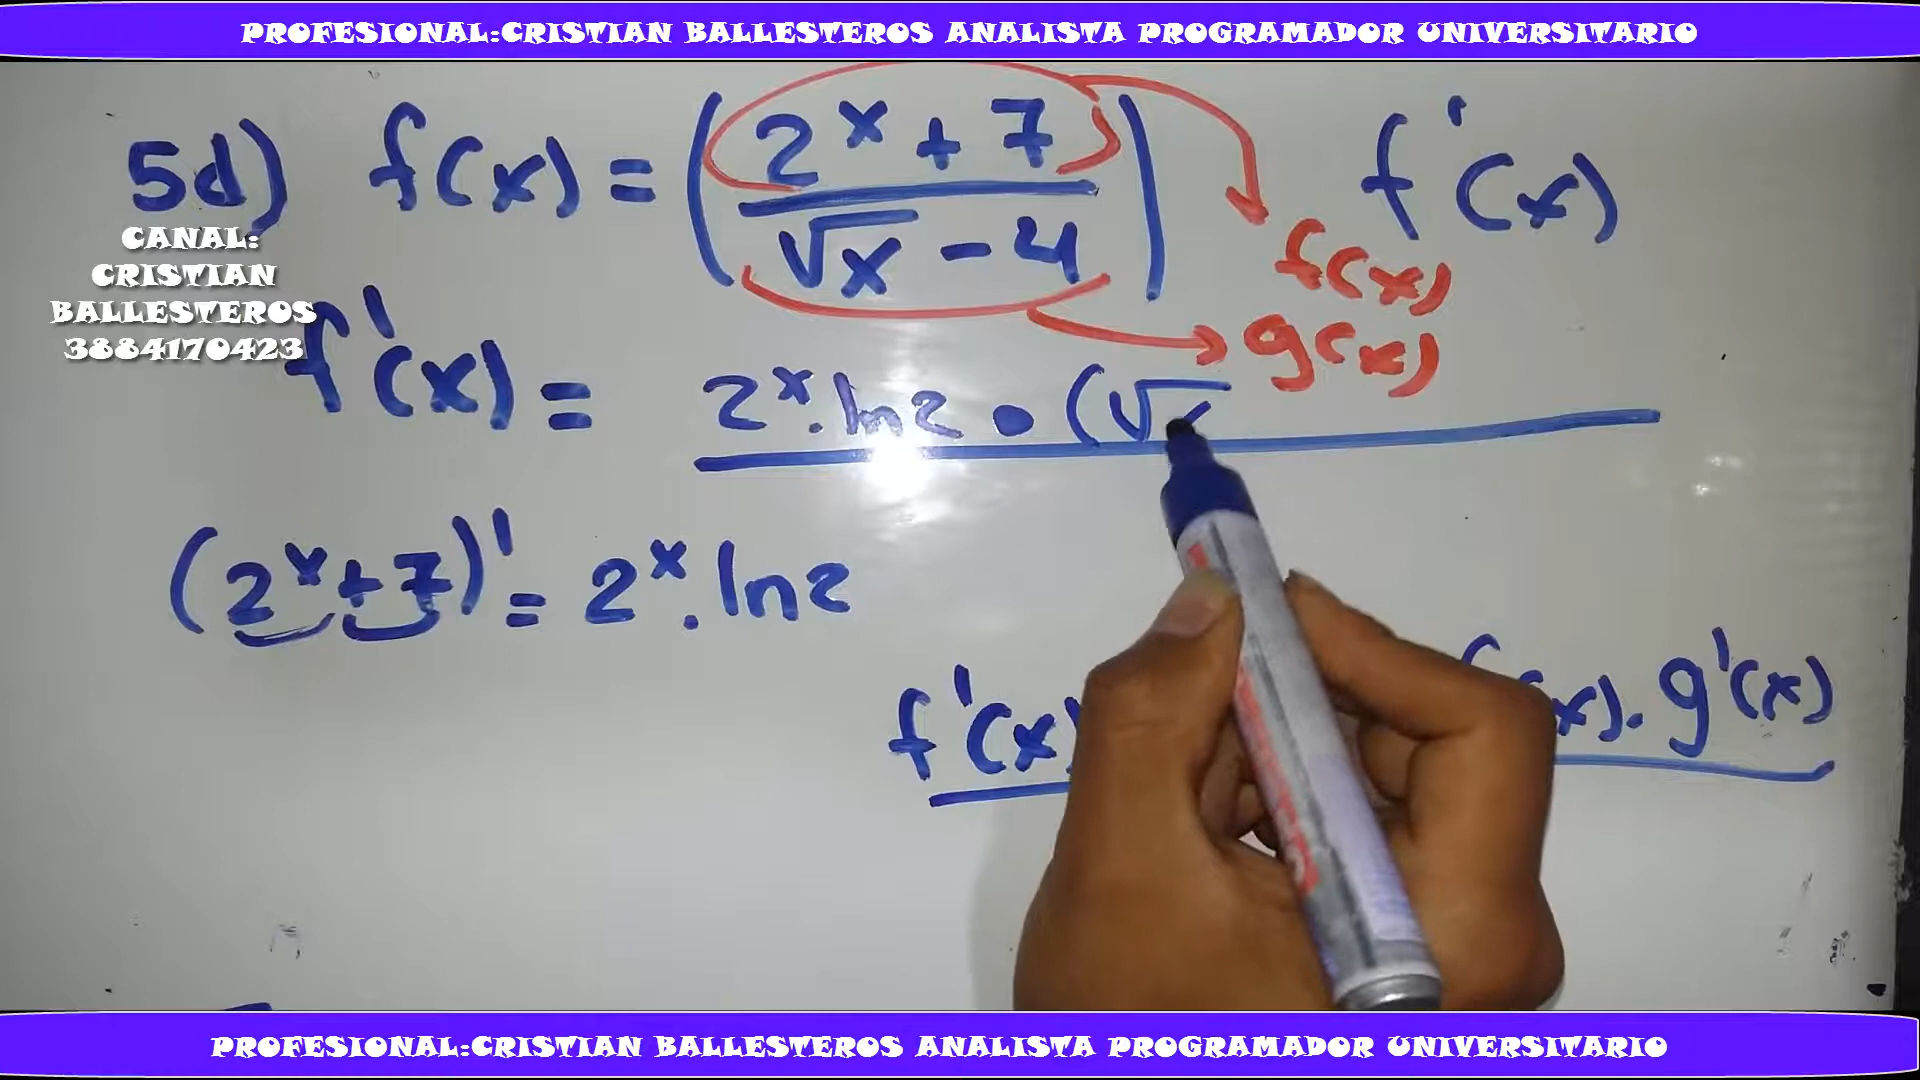 PROFESIONAL:CRISTIAN BALLESTEROS ANALISTA PROGRAMADOR UNIVERSITARIO
5d) f(x) = (2^x + 7 / √x - 4) f'(x)
f(x)
g(x)
CANAL:
CRISTIAN
BALLESTEROS
3884170423
f'(x) = 2^x . ln2 • (√
(2^x + 7)' = 2^x . ln2
f'(x) (x) . g'(x)
PROFESIONAL:CRISTIAN BALLESTEROS ANALISTA PROGRAMADOR UNIVERSITARIO